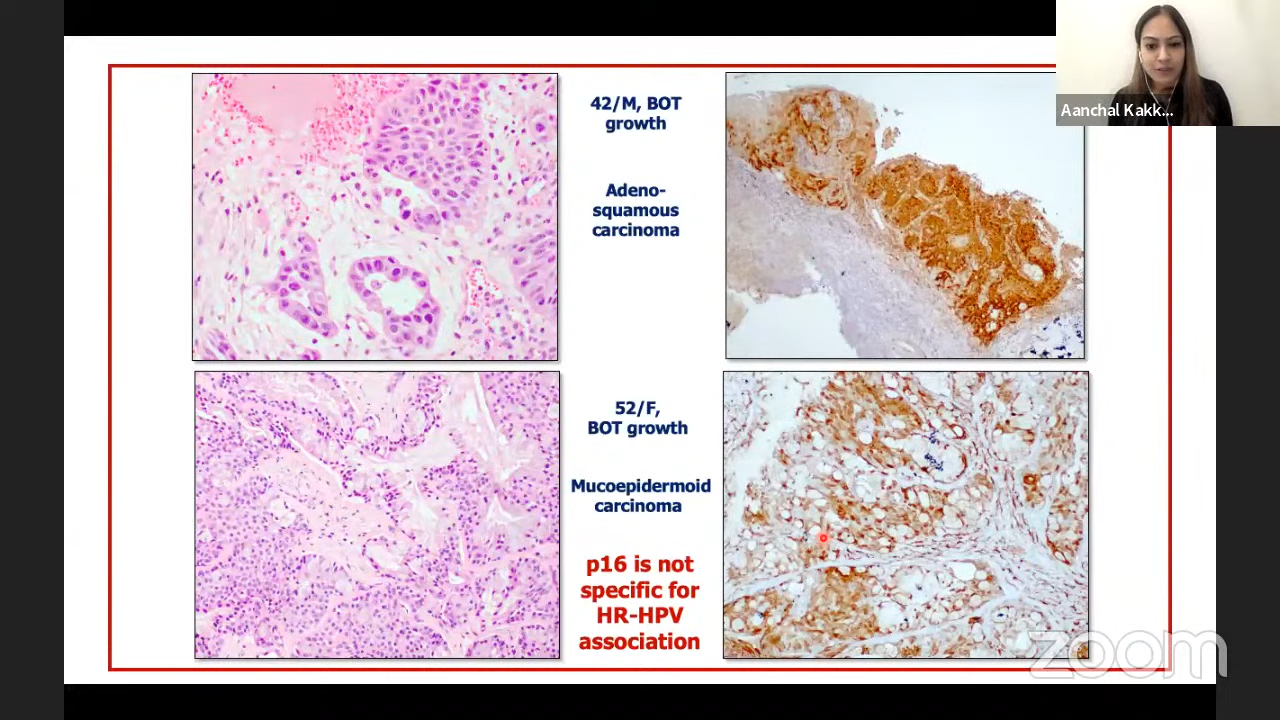 42/M, BOT
growth
Aanchal Kakk...
Adeno-
squamous
carcinoma
52/F,
BOT growth
Mucoepidermoid
carcinoma
p16 is not
specific for
HR-HPV
association
zoom